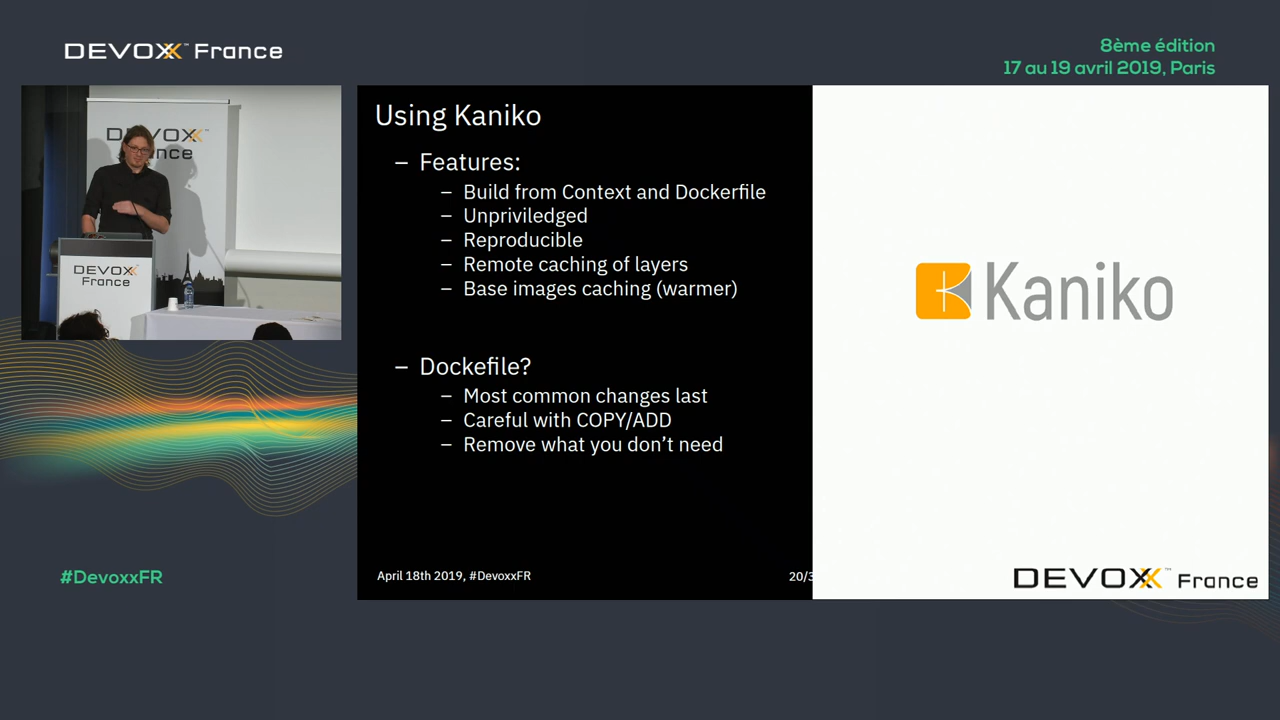 DEVOXX™ France
8ème édition
17 au 19 avril 2019, Paris
DEVOXX
France
DEVOXX
France
Using Kaniko
– Features:
– Build from Context and Dockerfile
– Unpriviledged
– Reproducible
– Remote caching of layers
– Base images caching (warmer)
– Dockefile?
– Most common changes last
– Careful with COPY/ADD
– Remove what you don't need
April 18th 2019, #DevoxxFR
20/3
Kaniko
DEVOXX™ France
#DevoxxFR